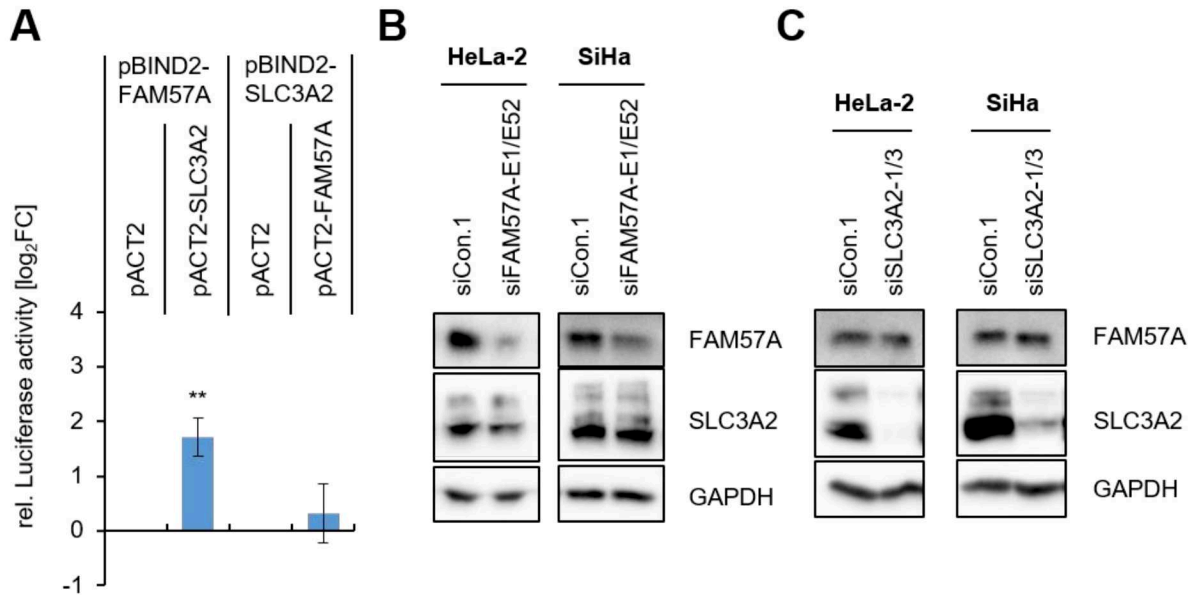 A
pBIND2-
FAM57A
pBIND2-
SLC3A2
pACT2
pACT2-SLC3A2
pACT2
pACT2-FAM57A
rel. Luciferase activity [log₂FC]
4
3
2
1
0
-1
**
B
HeLa-2
SiHa
siCon.1
siFAM57A-E1/E52
siCon.1
siFAM57A-E1/E52
FAM57A
SLC3A2
GAPDH
C
HeLa-2
SiHa
siCon.1
siSLC3A2-1/3
siCon.1
siSLC3A2-1/3
FAM57A
SLC3A2
GAPDH